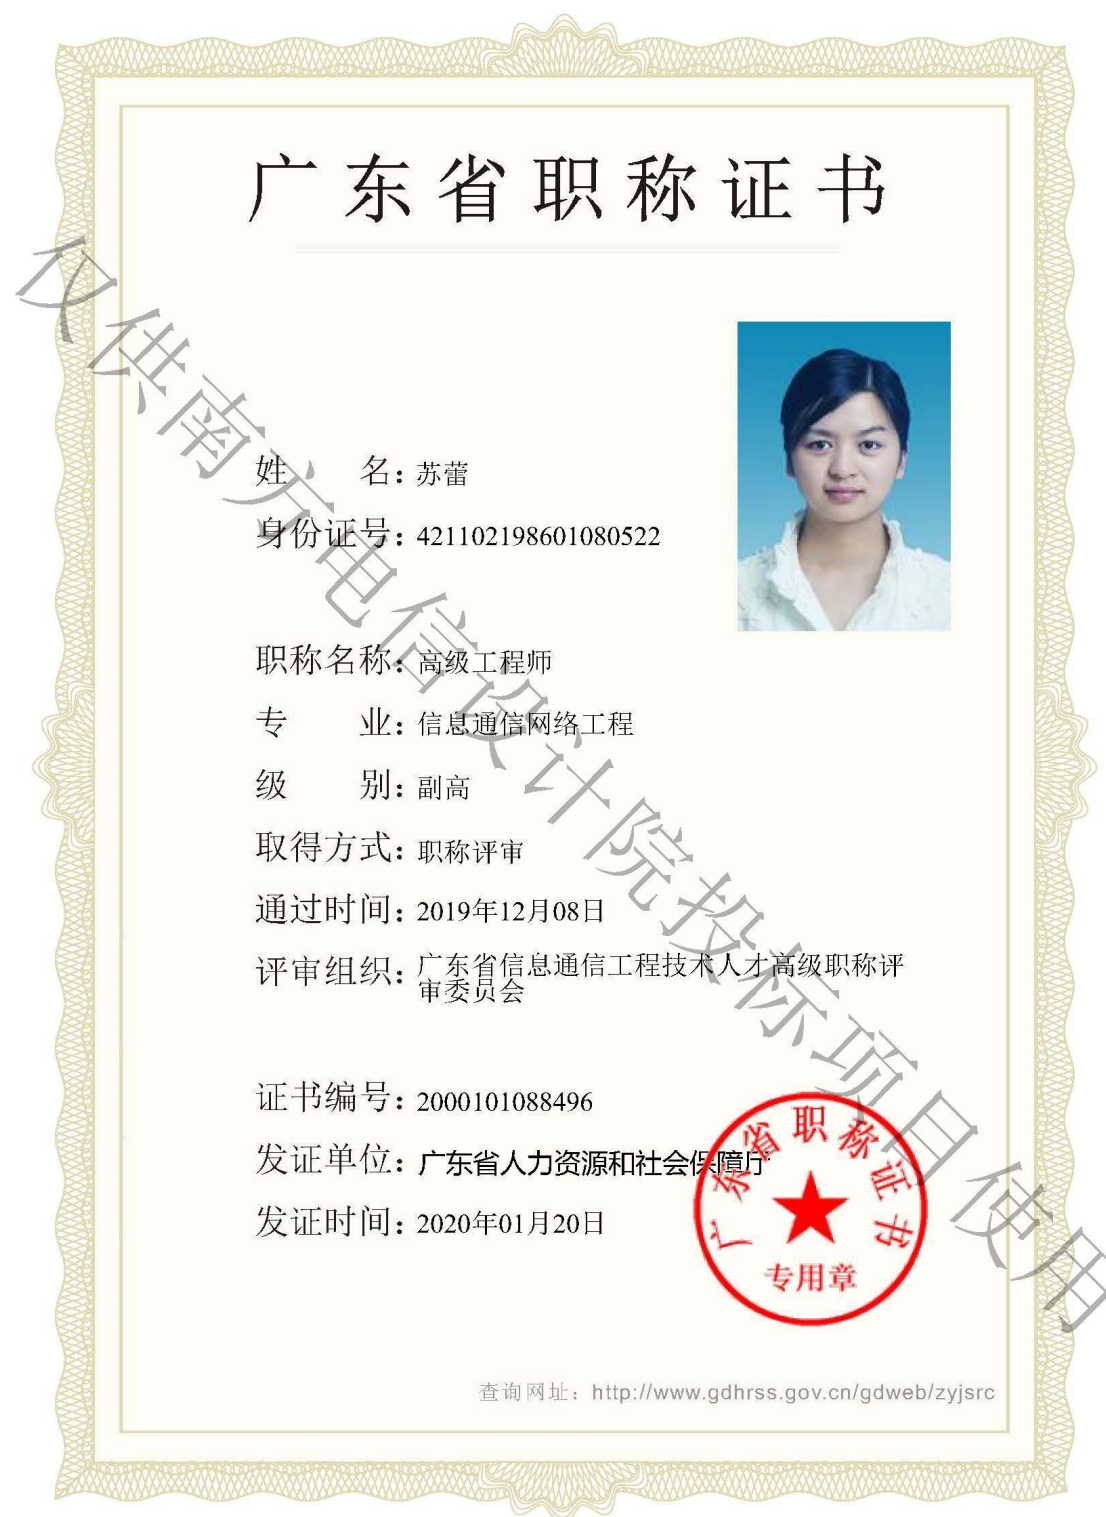 广东省职称证书
姓 名：苏蕾
身份证号：421102198601080522
职称名称：高级工程师
专 业：信息通信网络工程
级 别：副高
取得方式：职称评审
通过时间：2019年12月08日
评审组织：广东省信息通信工程技术人才高级职称评
审委员会
证书编号：2000101088496
发证单位：广东省人力资源和社会保障厅
发证时间：2020年01月20日
广东省职称证书
专用章
查询网址：http://www.gdhrss.gov.cn/gdweb/zyjsrc
仅供南方电信设计院投标项目使用